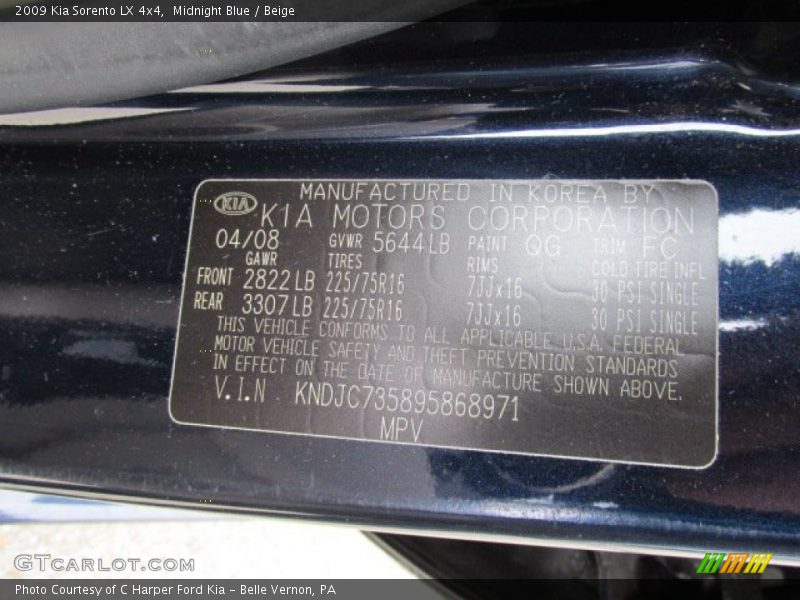 2009 Kia Sorento LX 4x4,  Midnight Blue / Beige
MANUFACTURED IN KOREA BY
KIA KIA MOTORS CORPORATION
04/08 GVWR 5644LB PAINT QG TRIM FC
GAWR TIRES RIMS COLD TIRE INFL
FRONT 2822LB 225/75R16 7JJx16 30 PSI SINGLE
REAR 3307LB 225/75R16 7JJx16 30 PSI SINGLE
THIS VEHICLE CONFORMS TO ALL APPLICABLE U.S.A. FEDERAL
MOTOR VEHICLE SAFETY AND THEFT PREVENTION STANDARDS
IN EFFECT ON THE DATE OF MANUFACTURE SHOWN ABOVE.
V.I.N KNDJC735895868971
MPV
GTCARLOT.COM
Photo Courtesy of C Harper Ford Kia - Belle Vernon, PA